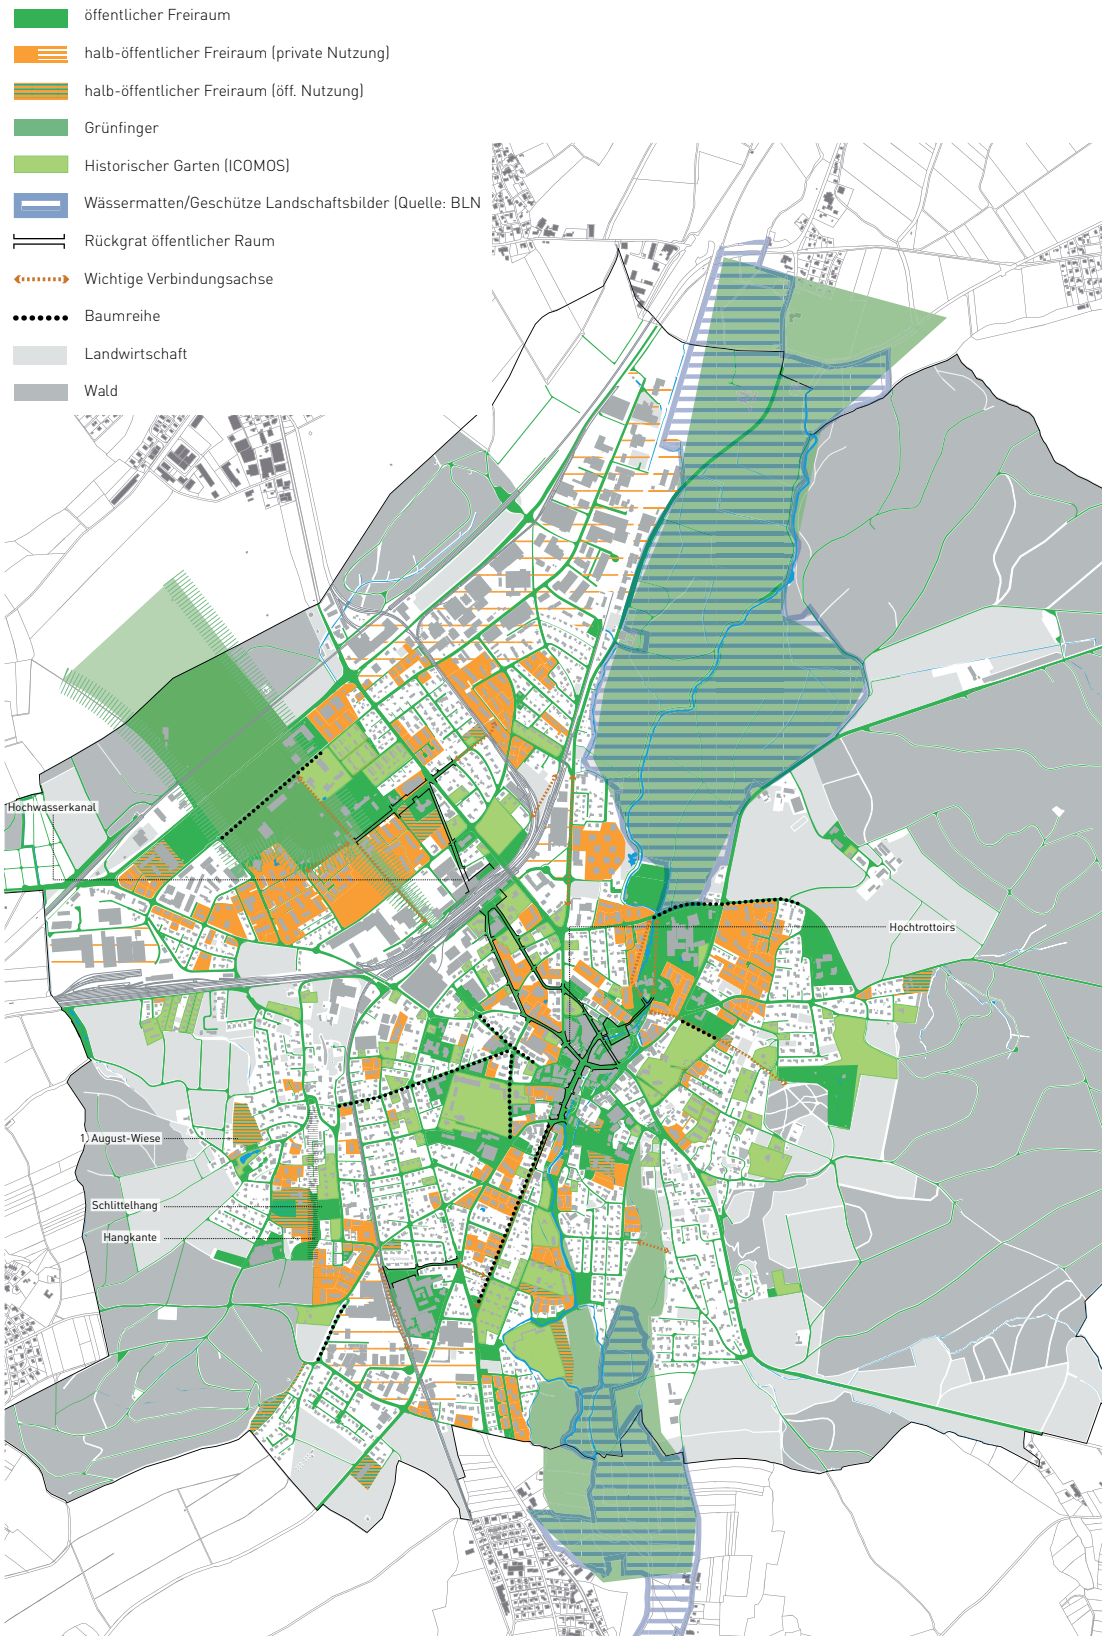 öffentlicher Freiraum
halb-öffentlicher Freiraum (private Nutzung)
halb-öffentlicher Freiraum (öff. Nutzung)
Grünfinger
Historischer Garten (ICOMOS)
Wässermatten/Geschütze Landschaftsbilder (Quelle: BLN
Rückgrat öffentlicher Raum
Wichtige Verbindungsachse
Baumreihe
Landwirtschaft
Wald
Hochwasserkanal
Hochtrottoirs
1. August-Wiese
Schlittelhang
Hangkante